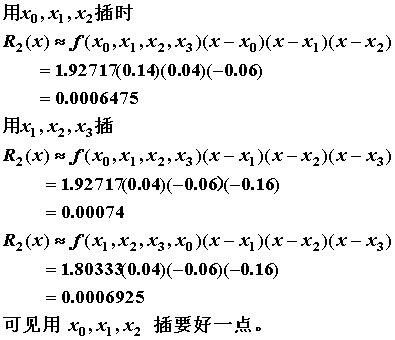 用x₀, x₁, x₂插时
R₂(x) ≈ f(x₀, x₁, x₂, x₃)(x − x₀)(x − x₁)(x − x₂)
= 1.92717(0.14)(0.04)(−0.06)
= 0.0006475
用x₁, x₂, x₃插
R₂(x) ≈ f(x₀, x₁, x₂, x₃)(x − x₁)(x − x₂)(x − x₃)
= 1.92717(0.04)(−0.06)(−0.16)
= 0.00074
R₂(x) ≈ f(x₁, x₂, x₃, x₀)(x − x₁)(x − x₂)(x − x₃)
= 1.80333(0.04)(−0.06)(−0.16)
= 0.0006925
可见用 x₀, x₁, x₂ 插要好一点。